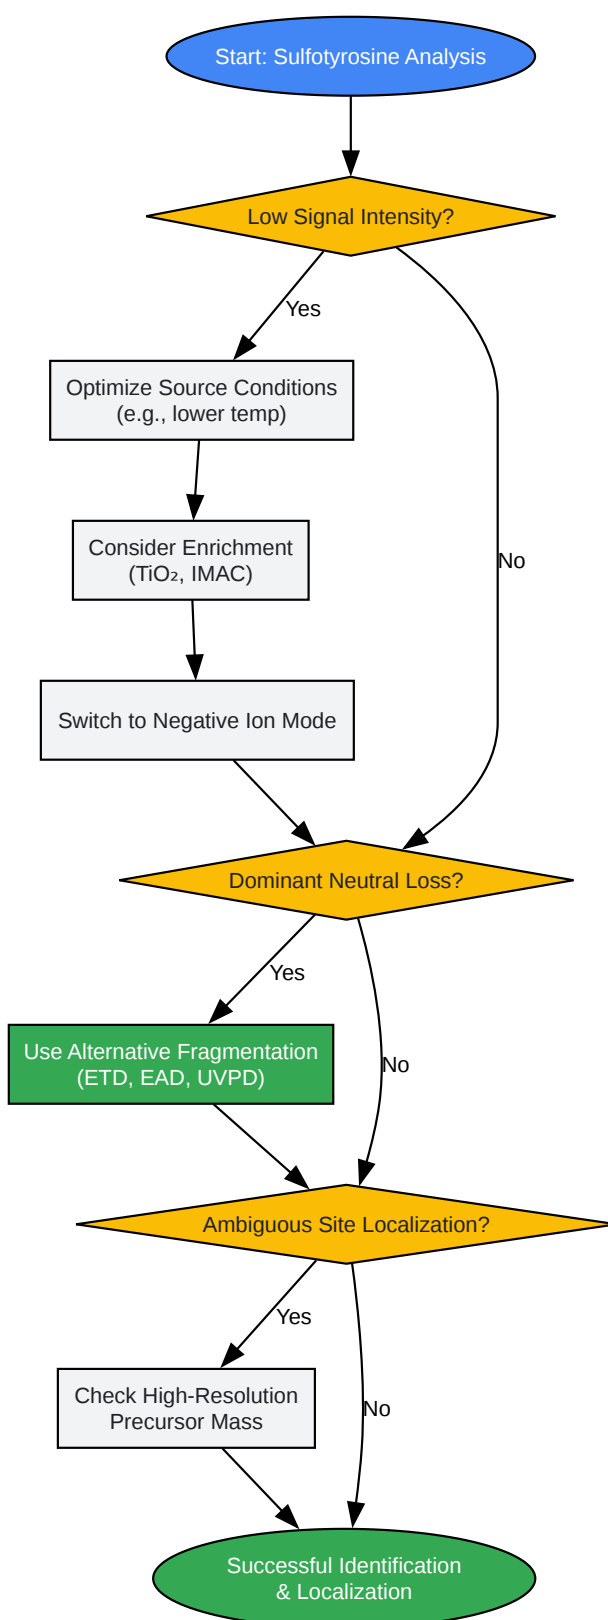 Start: Sulfotyrosine Analysis
Low Signal Intensity?
Yes
Optimize Source Conditions
(e.g., lower temp)
Consider Enrichment
(TiO₂, IMAC)
No
Switch to Negative Ion Mode
Dominant Neutral Loss?
Yes
Use Alternative Fragmentation
(ETD, EAD, UVPD)
No
Ambiguous Site Localization?
Yes
Check High-Resolution
Precursor Mass
No
Successful Identification
& Localization